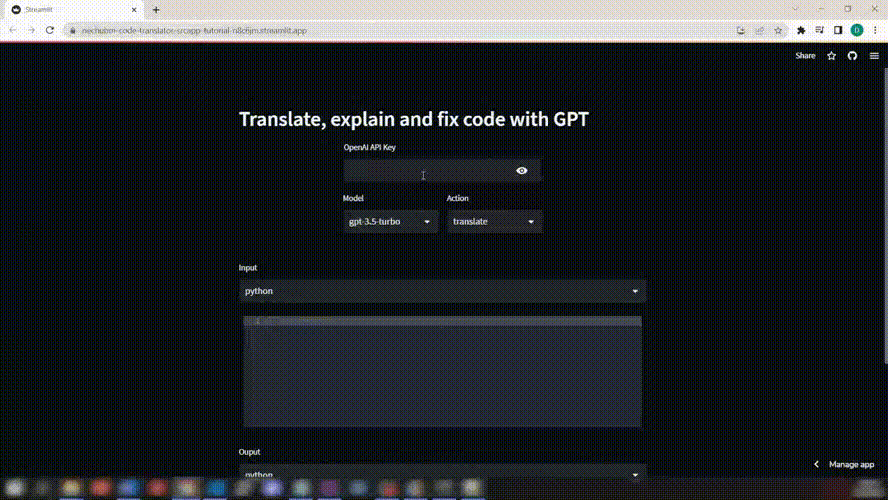 Streamlit
nechubm-code-translator-srcapp-tutorial-n8c6jm.streamlit.app
Share
Translate, explain and fix code with GPT
OpenAI API Key
Model
Action
gpt-3.5-turbo
translate
Input
python
1
Ouput
python
Manage app
D